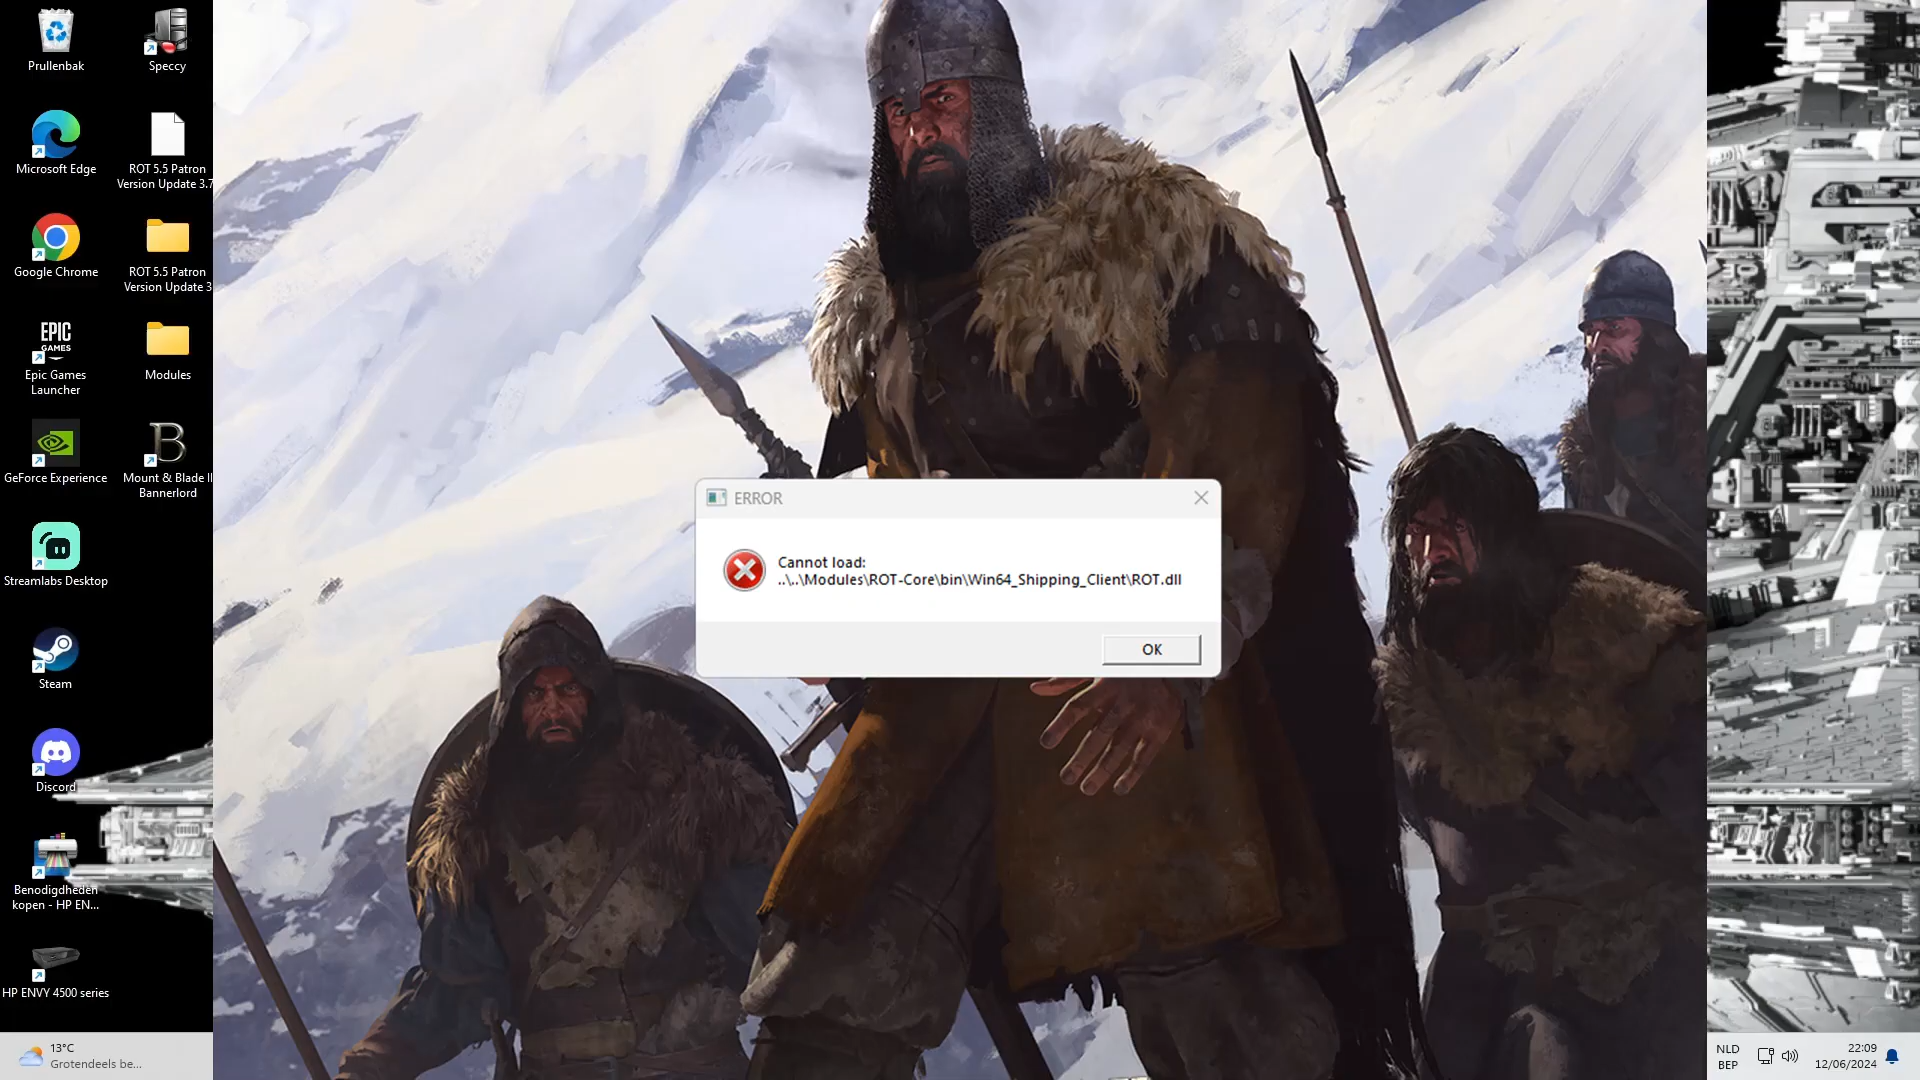 Prullenbak
Speccy
Microsoft Edge
ROT 5.5 Patron
Version Update 3.7
Google Chrome
ROT 5.5 Patron
Version Update 3
EPIC
GAMES
Epic Games
Launcher
Modules
GeForce Experience
B
Mount & Blade II
Bannerlord
Streamlabs Desktop
Steam
Discord
Benodigdheden
kopen - HP EN...
HP ENVY 4500 series
ERROR
Cannot load:
..\..\Modules\ROT-Core\bin\Win64_Shipping_Client\ROT.dll
OK
13°C
Grotendeels be...
NLD
BEP
22:09
12/06/2024